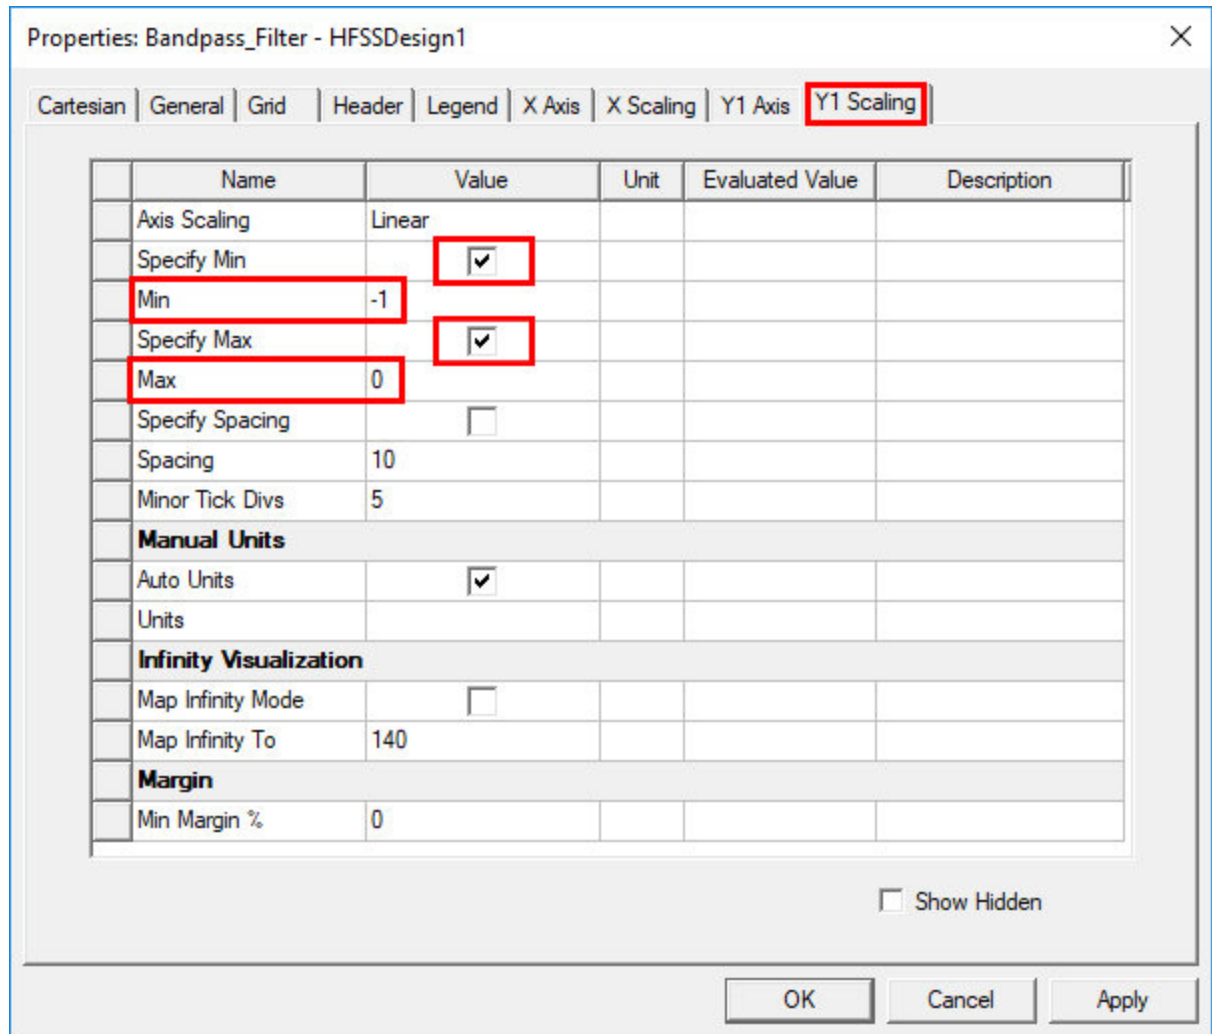 Properties: Bandpass_Filter - HFSSDesign1
Cartesian General Grid Header Legend X Axis X Scaling Y1 Axis Y1 Scaling
Name Value Unit Evaluated Value Description
Axis Scaling Linear
Specify Min
Min -1
Specify Max
Max 0
Specify Spacing
Spacing 10
Minor Tick Divs 5
Manual Units
Auto Units
Units
Infinity Visualization
Map Infinity Mode
Map Infinity To 140
Margin
Min Margin % 0
Show Hidden
OK Cancel Apply